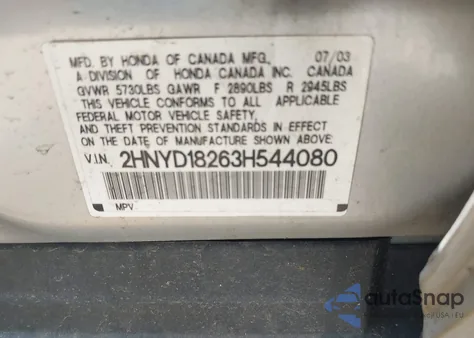 MFD. BY HONDA OF CANADA MFG., 07/03
A DIVISION OF HONDA CANADA INC. CANADA
GVWR 5730LBS GAWR F 2890LBS R 2945LBS
THIS VEHICLE CONFORMS TO ALL APPLICABLE
FEDERAL MOTOR VEHICLE SAFETY,
AND THEFT PREVENTION STANDARDS IN EFFECT
ON THE DATE OF MANUFACTURE SHOWN ABOVE.
V.I.N. 2HNYD18263H544080
MPV
autoSnap